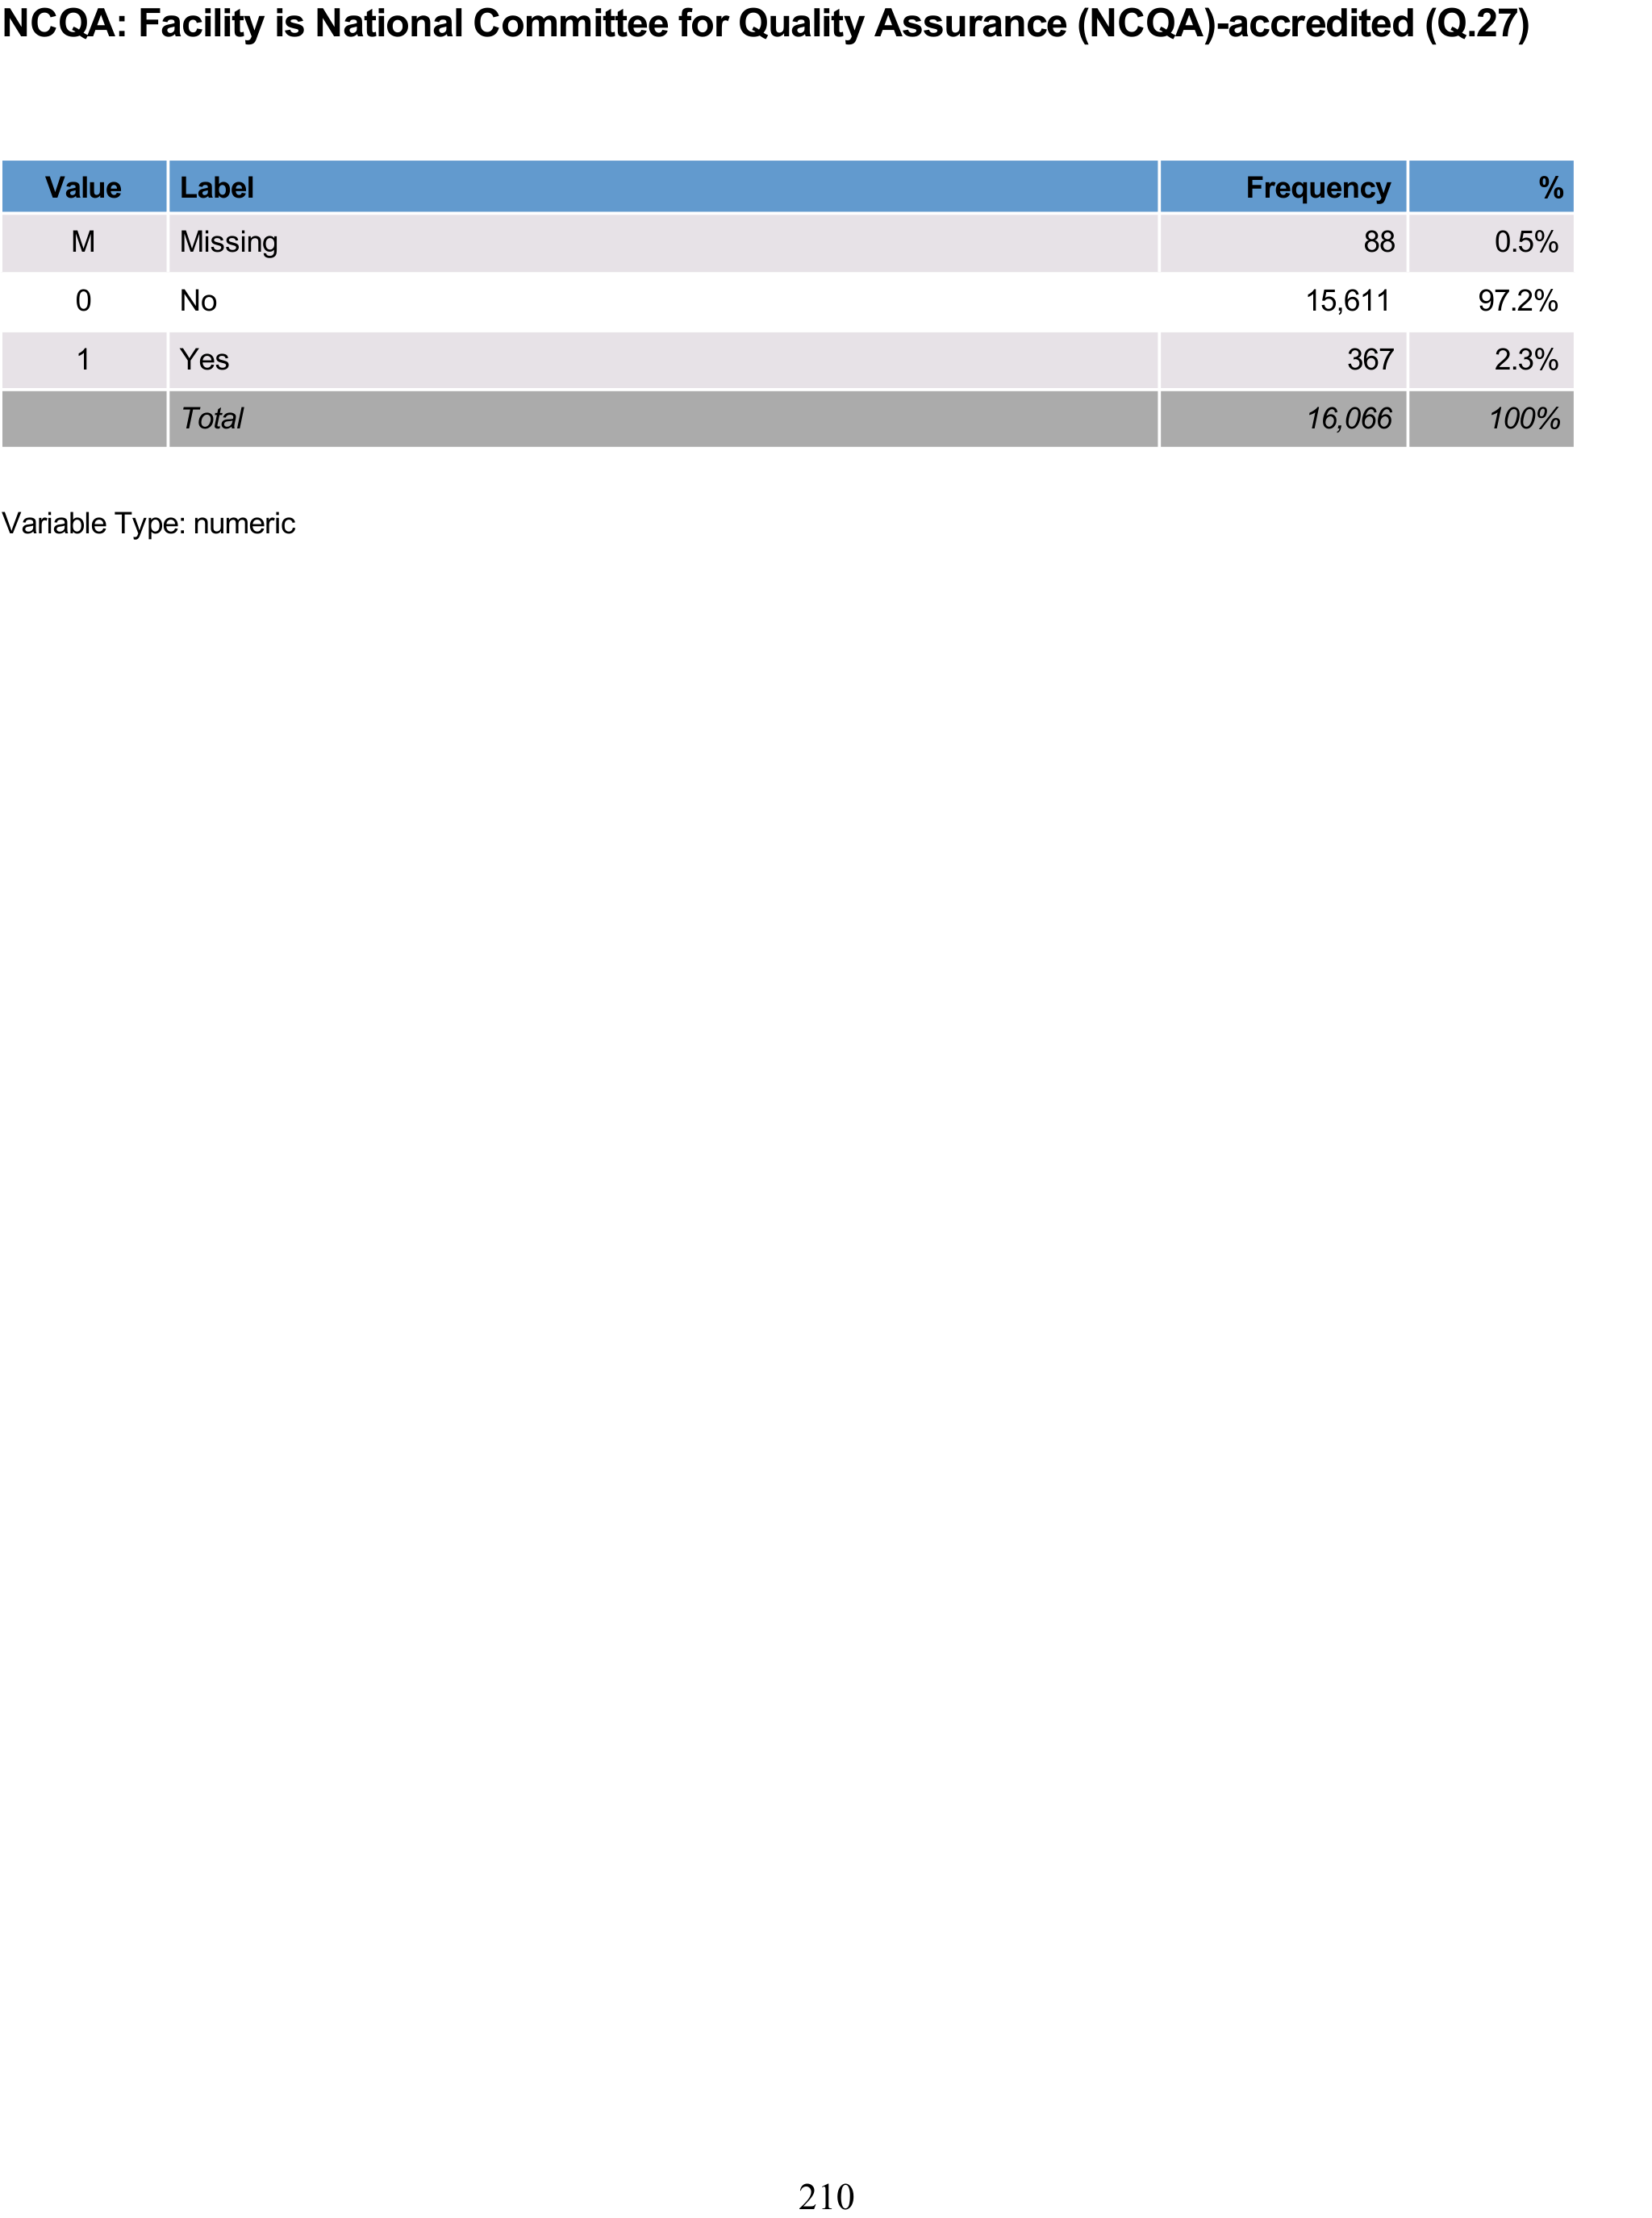 NCQA: Facility is National Committee for Quality Assurance (NCQA)-accredited (Q.27)
Value Label Frequency %
M Missing 88 0.5%
0 No 15,611 97.2%
1 Yes 367 2.3%
Total 16,066 100%
Variable Type: numeric
210